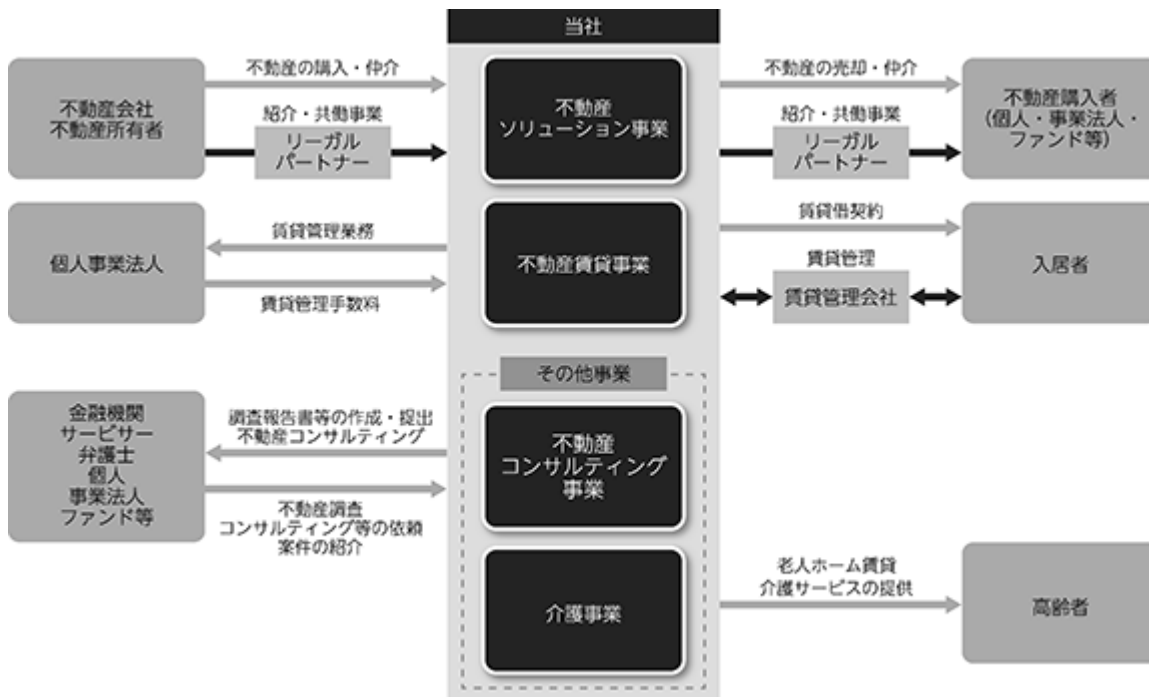 当社
不動産の購入・仲介
不動産会社
不動産所有者
紹介・共働事業
リーガル
パートナー
不動産
ソリューション事業
不動産の売却・仲介
紹介・共働事業
リーガル
パートナー
不動産購入者
(個人・事業法人・
ファンド等)
個人事業法人
賃貸管理業務
賃貸管理手数料
不動産賃貸事業
賃貸借契約
賃貸管理
賃貸管理会社
入居者
その他事業
金融機関
サービサー
弁護士
個人
事業法人
ファンド等
調査報告書等の作成・提出
不動産コンサルティング
不動産調査
コンサルティング等の依頼
案件の紹介
不動産
コンサルティング
事業
介護事業
老人ホーム賃貸
介護サービスの提供
高齢者